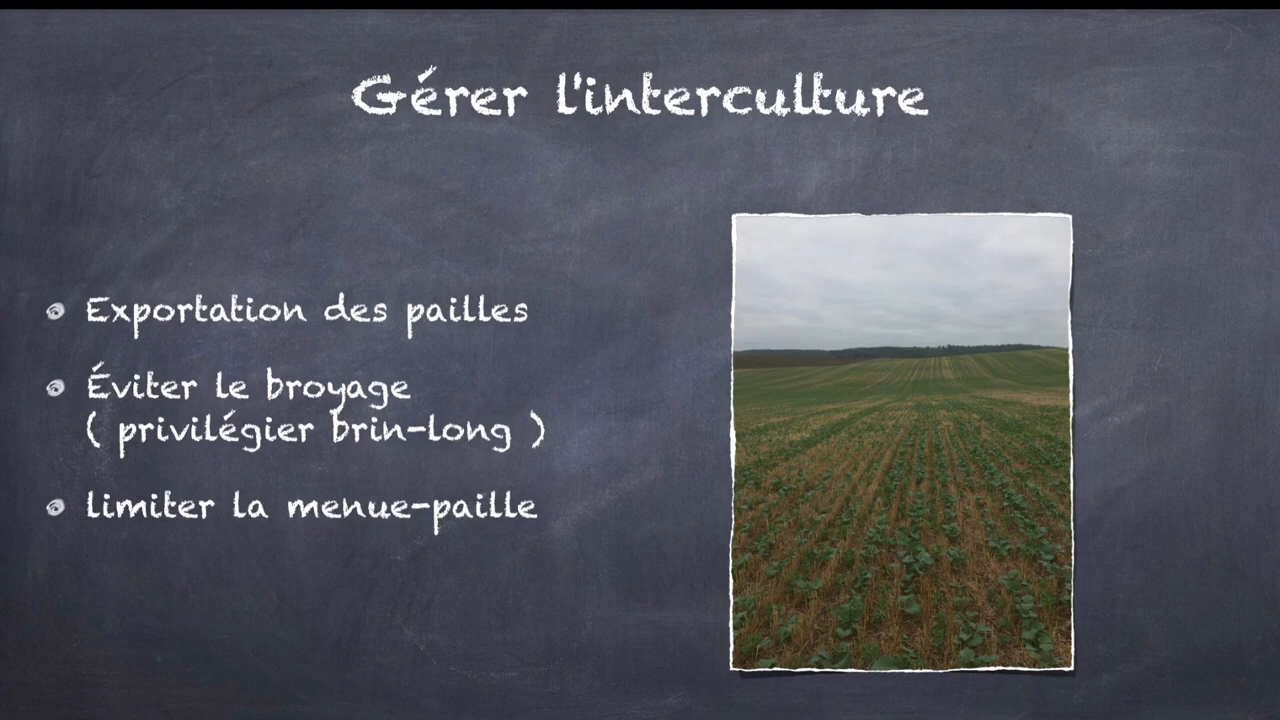 Gérer l'interculture
Exportation des pailles
Éviter le broyage
( privilégier brin-long )
limiter la menue-paille